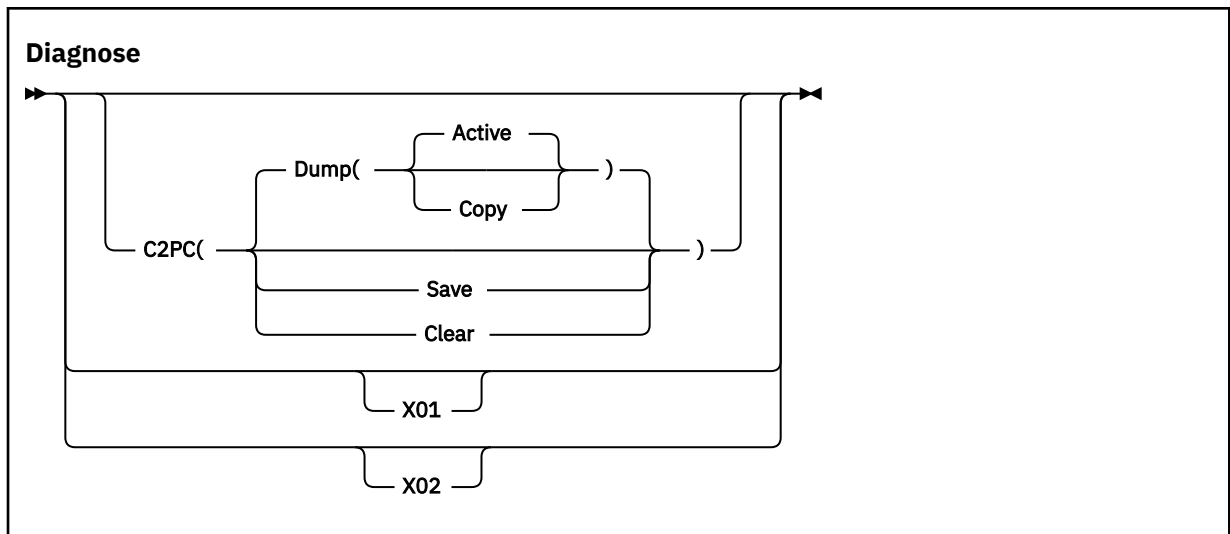 Diagnose
Active
Dump( )
Copy
C2PC( )
Save
Clear
X01
X02